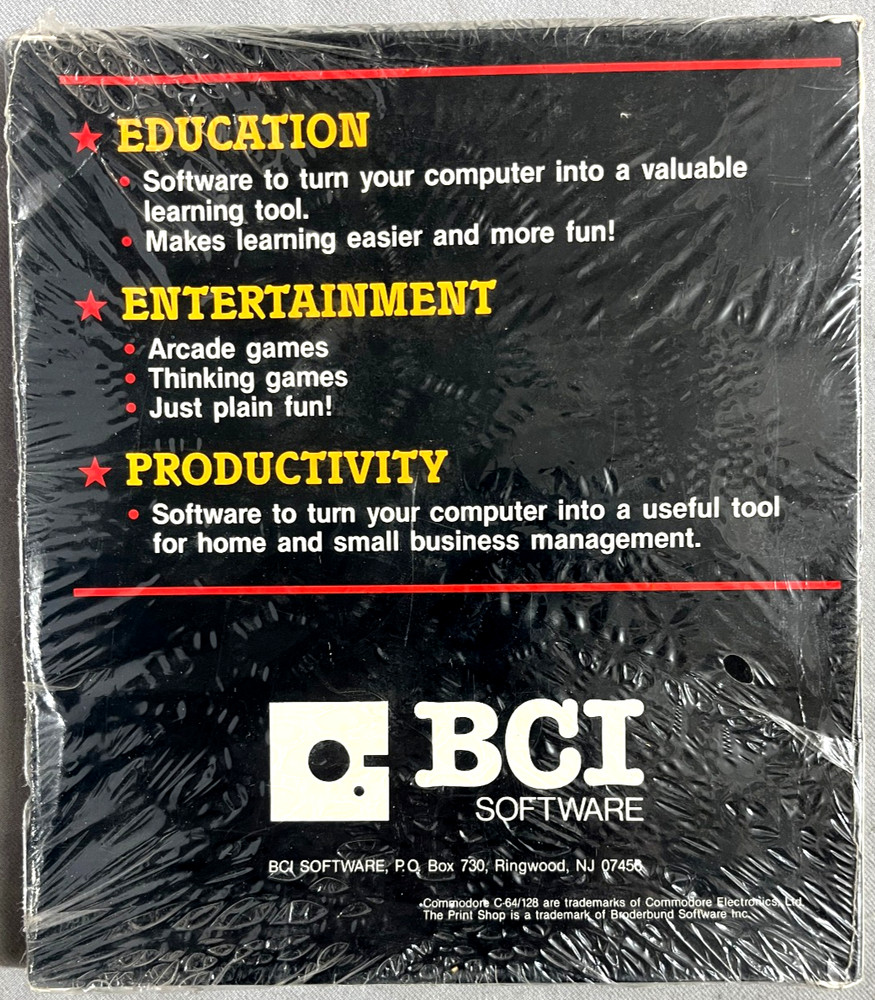 ★ EDUCATION
• Software to turn your computer into a valuable
learning tool.
• Makes learning easier and more fun!
★ ENTERTAINMENT
• Arcade games
• Thinking games
• Just plain fun!
★ PRODUCTIVITY
• Software to turn your computer into a useful tool
for home and small business management.
BCI
SOFTWARE
BCI SOFTWARE, P.O. Box 730, Ringwood, NJ 07456
Commodore C-64/128 are trademarks of Commodore Electronics, Ltd.
The Print Shop is a trademark of Broderbund Software Inc.